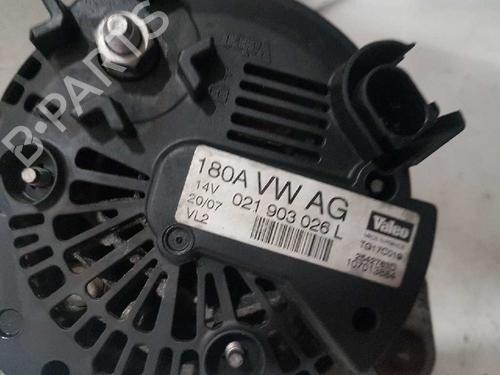 B-PARTS
180A VW AG
14V 021 903 026 L
20/07
VL2
Valeo
TG17C019